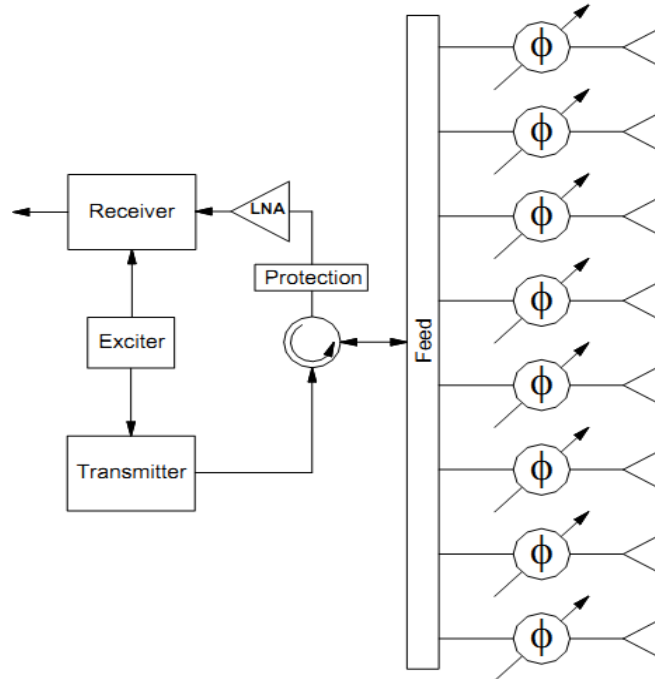 Receiver
LNA
Protection
Exciter
Feed
Transmitter
ϕ
ϕ
ϕ
ϕ
ϕ
ϕ
ϕ
ϕ